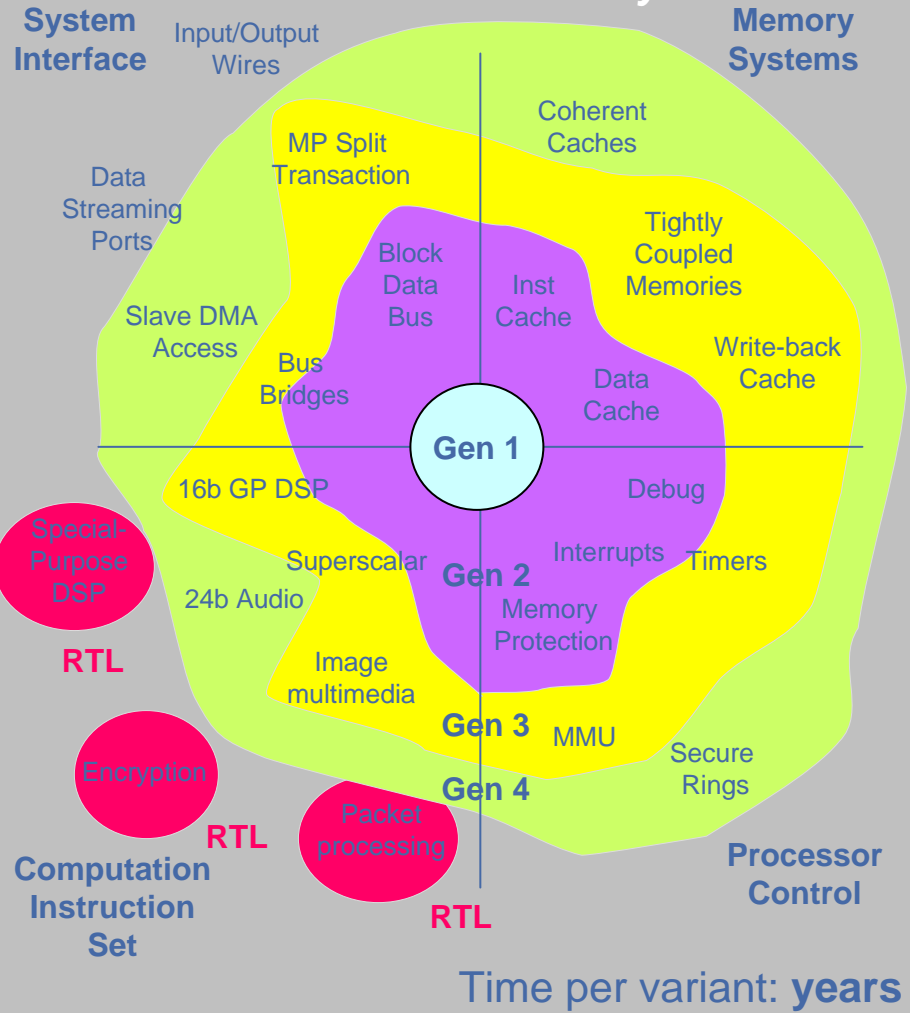 System
Interface
Input/Output
Wires
Memory
Systems
Coherent
Caches
MP Split
Transaction
Data
Streaming
Ports
Tightly
Coupled
Memories
Block
Data
Bus
Inst
Cache
Slave DMA
Access
Write-back
Cache
Bus
Bridges
Data
Cache
Gen 1
16b GP DSP
Debug
Special-
Purpose
DSP
Superscalar
Gen 2
Interrupts
Timers
24b Audio
Memory
Protection
RTL
Image
multimedia
Gen 3
MMU
Secure
Rings
Encryption
Gen 4
Packet
processing
RTL
Computation
Instruction
Set
Processor
Control
RTL
Time per variant: years